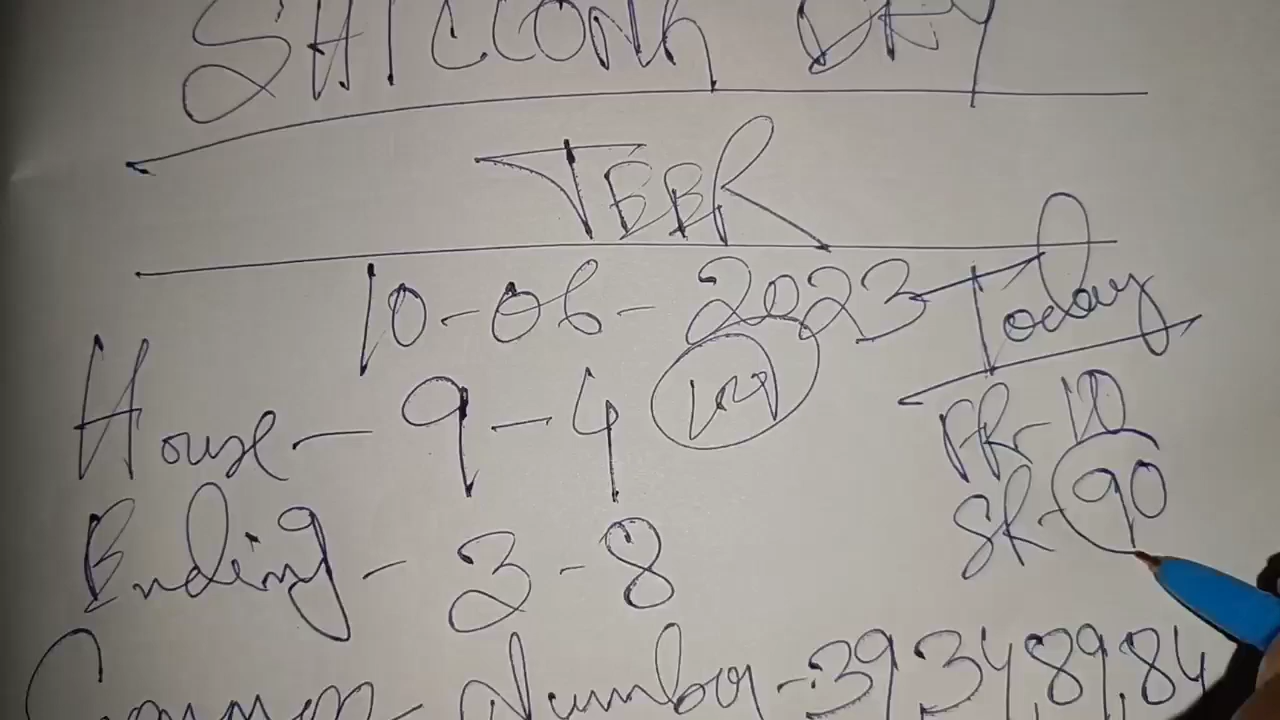 SHILLONG DAY
TEER
10-06-2023 Today
House - 9 - 4 FR - 10
Ending - 3 - 8 SR - 90
Common - Number - 39,34,89,84